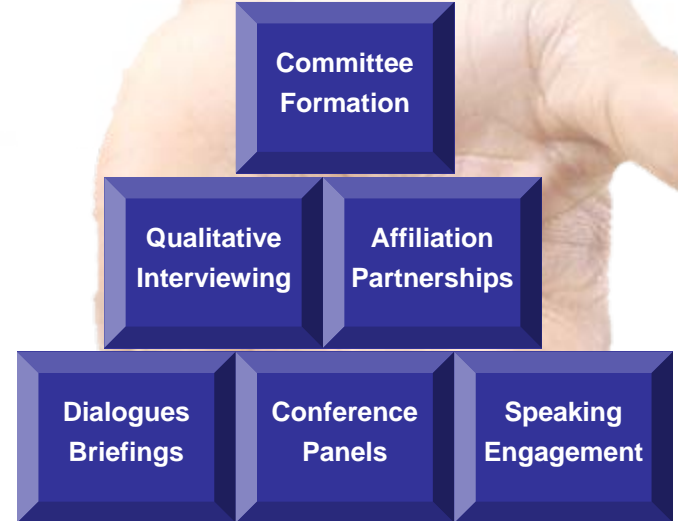 Committee
Formation
Qualitative
Interviewing
Affiliation
Partnerships
Dialogues
Briefings
Conference
Panels
Speaking
Engagement